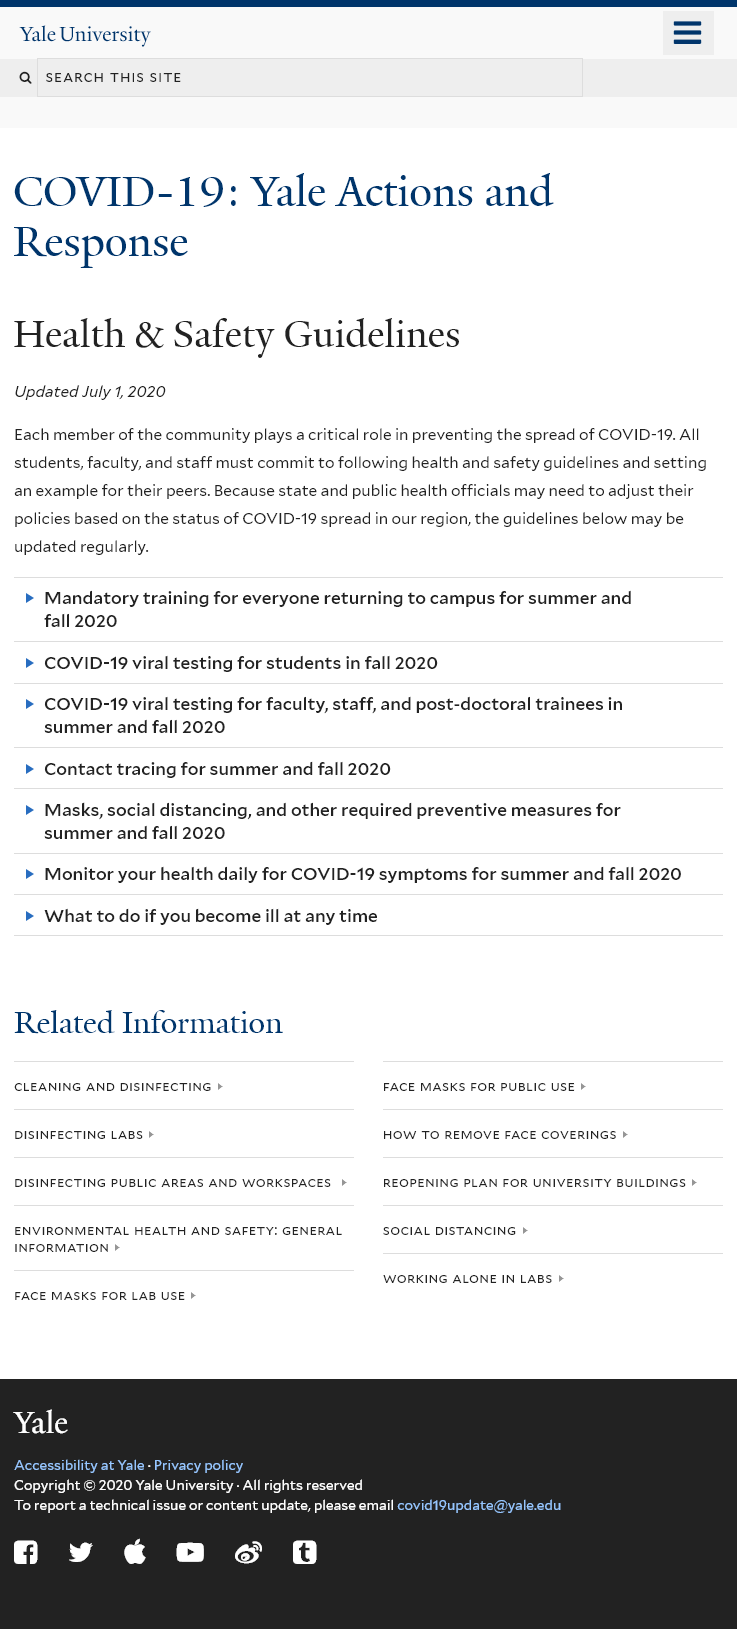 Yale University
SEARCH THIS SITE
COVID-19: Yale Actions and
Response
Health & Safety Guidelines
Updated July 1, 2020
Each member of the community plays a critical role in preventing the spread of COVID-19. All
students, faculty, and staff must commit to following health and safety guidelines and setting
an example for their peers. Because state and public health officials may need to adjust their
policies based on the status of COVID-19 spread in our region, the guidelines below may be
updated regularly.
Mandatory training for everyone returning to campus for summer and
fall 2020
COVID-19 viral testing for students in fall 2020
COVID-19 viral testing for faculty, staff, and post-doctoral trainees in
summer and fall 2020
Contact tracing for summer and fall 2020
Masks, social distancing, and other required preventive measures for
summer and fall 2020
Monitor your health daily for COVID-19 symptoms for summer and fall 2020
What to do if you become ill at any time
Related Information
CLEANING AND DISINFECTING
DISINFECTING LABS
DISINFECTING PUBLIC AREAS AND WORKSPACES
ENVIRONMENTAL HEALTH AND SAFETY: GENERAL
INFORMATION
FACE MASKS FOR LAB USE
FACE MASKS FOR PUBLIC USE
HOW TO REMOVE FACE COVERINGS
REOPENING PLAN FOR UNIVERSITY BUILDINGS
SOCIAL DISTANCING
WORKING ALONE IN LABS
Yale
Accessibility at Yale · Privacy policy
Copyright © 2020 Yale University · All rights reserved
To report a technical issue or content update, please email covid19update@yale.edu